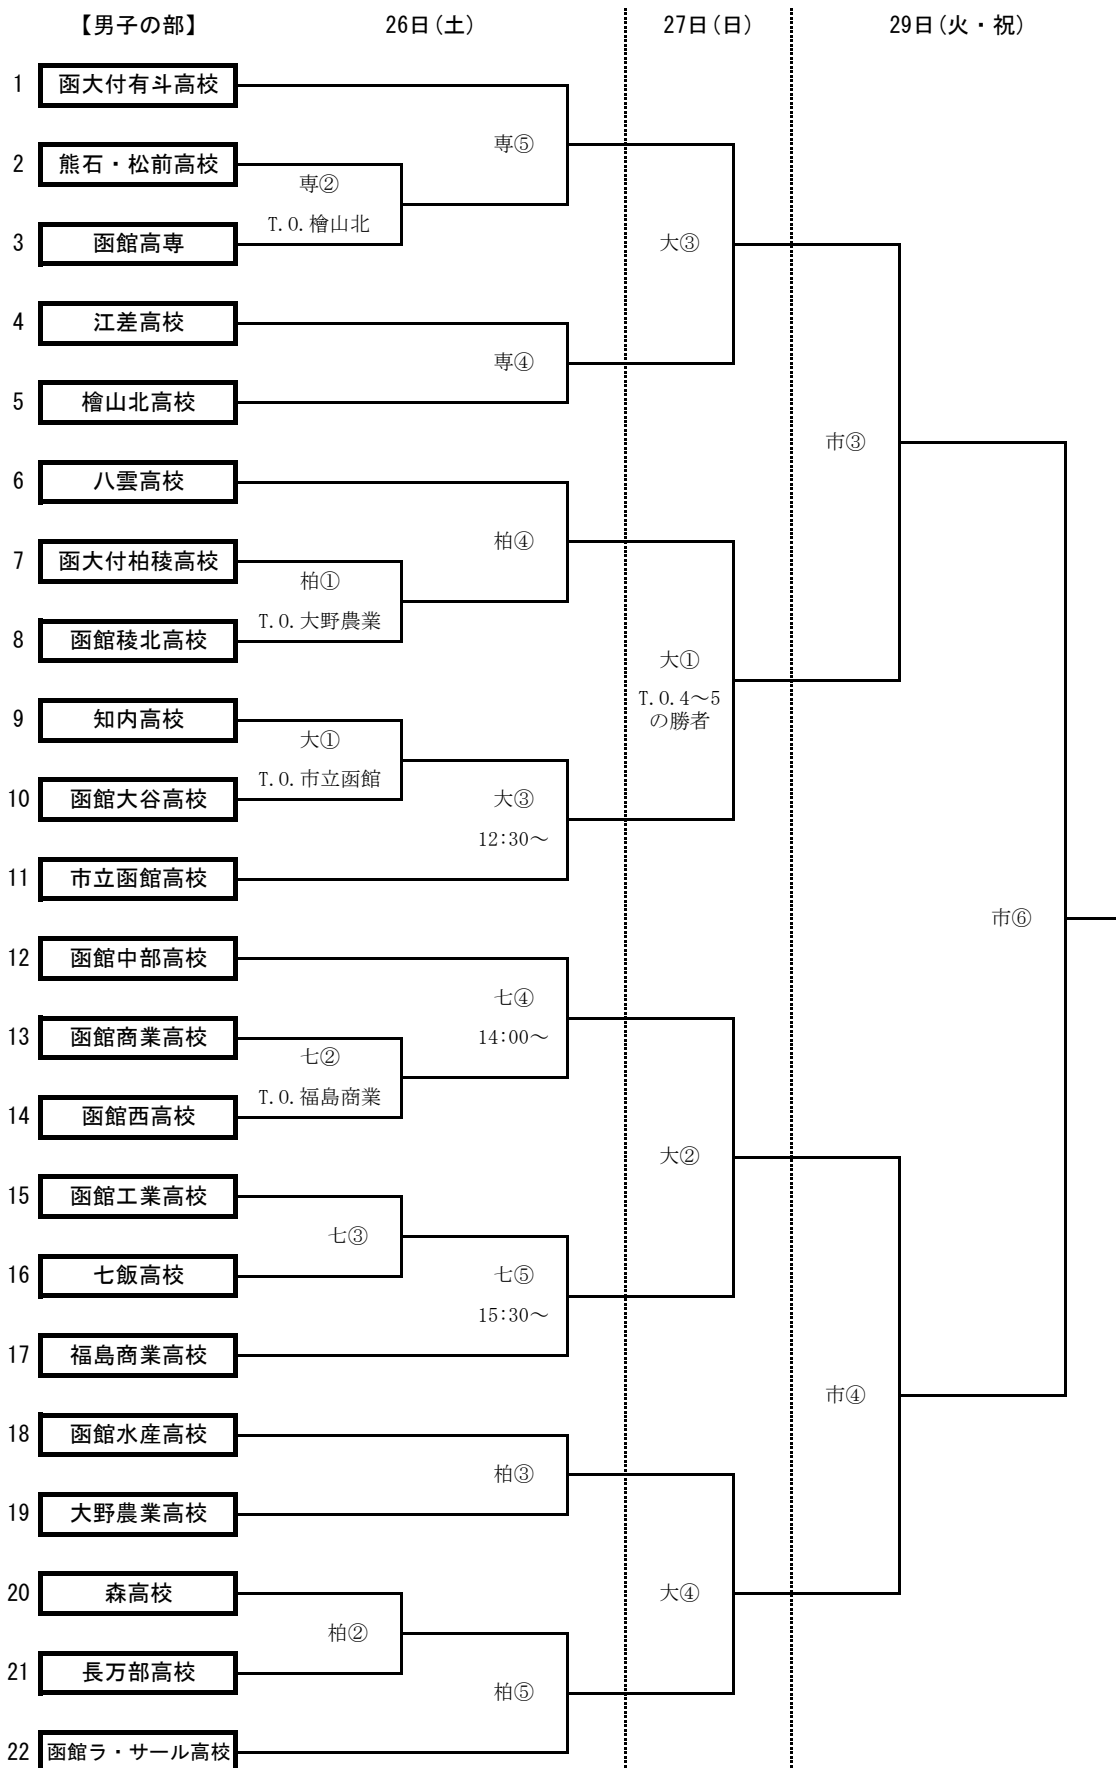 【男子の部】 26日(土) 27日(日) 29日(火・祝)
1 函大付有斗高校
専⑤
2 熊石・松前高校
専②
T.O.檜山北
3 函館高専
大③
4 江差高校
専④
5 檜山北高校
市③
6 八雲高校
柏④
7 函大付柏稜高校
柏①
T.O.大野農業
8 函館稜北高校
大①
T.O.4～5
の勝者
9 知内高校
大①
T.O.市立函館
10 函館大谷高校
大③
12:30～
11 市立函館高校
市⑥
12 函館中部高校
七④
14:00～
13 函館商業高校
七②
T.O.福島商業
14 函館西高校
大②
15 函館工業高校
七③
16 七飯高校
七⑤
15:30～
17 福島商業高校
市④
18 函館水産高校
柏③
19 大野農業高校
20 森高校
大④
柏②
21 長万部高校
柏⑤
22 函館ラ・サール高校